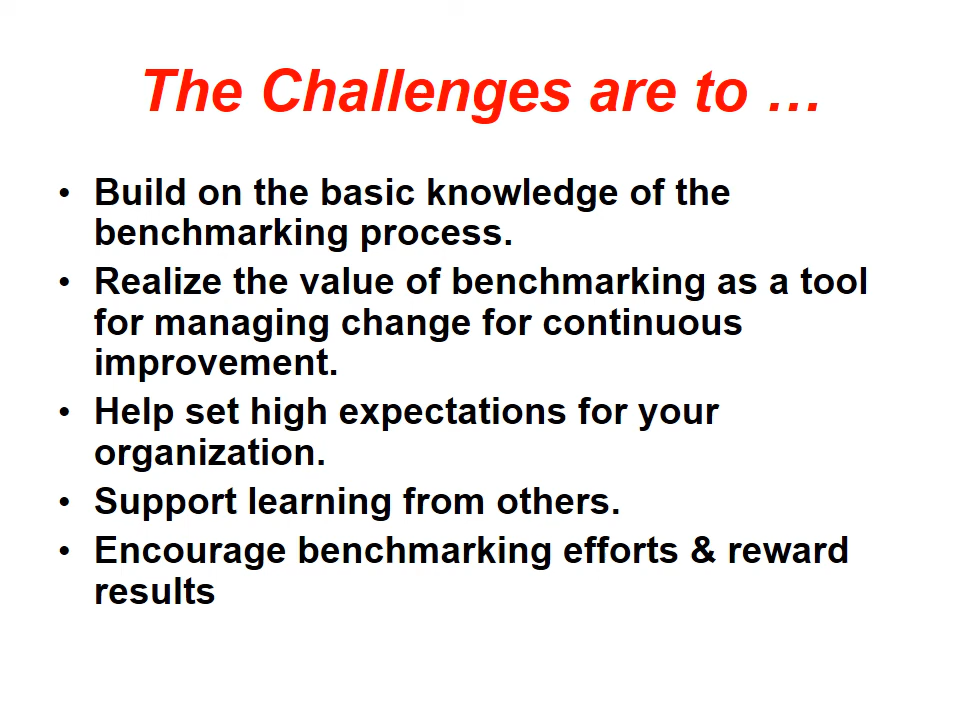 The Challenges are to …
• Build on the basic knowledge of the
benchmarking process.
• Realize the value of benchmarking as a tool
for managing change for continuous
improvement.
• Help set high expectations for your
organization.
• Support learning from others.
• Encourage benchmarking efforts & reward
results